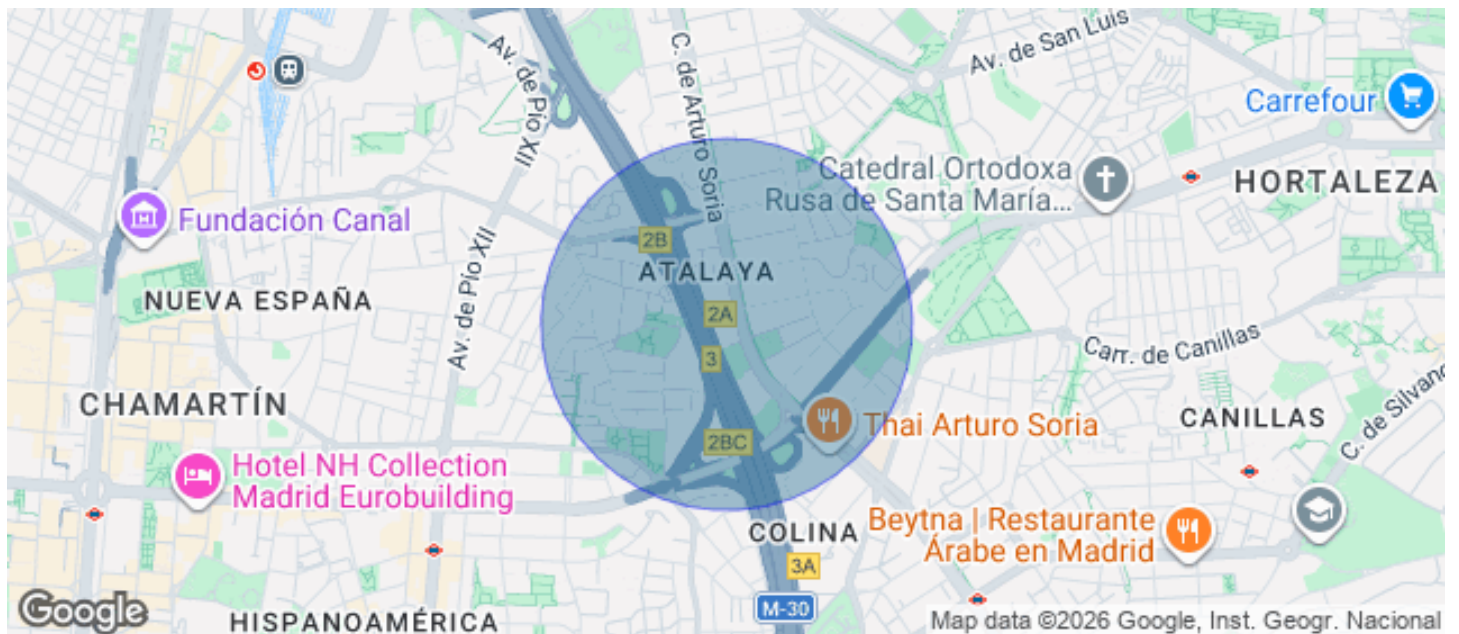 Av. de Pío XII
C. de Arturo Soria
Av. de San Luis
Carrefour
Catedral Ortodoxa
Rusa de Santa María...
HORTALEZA
Fundación Canal
2B
ATALAYA
NUEVA ESPAÑA
Av. de Pío XII
2A
3
Carr. de Canillas
CHAMARTÍN
CANILLAS
C. de Silvano
Thai Arturo Soria
2BC
Hotel NH Collection
Madrid Eurobuilding
COLINA
Beytna | Restaurante
Árabe en Madrid
3A
M-30
Google
HISPANOAMÉRICA
Map data ©2026 Google, Inst. Geogr. Nacional